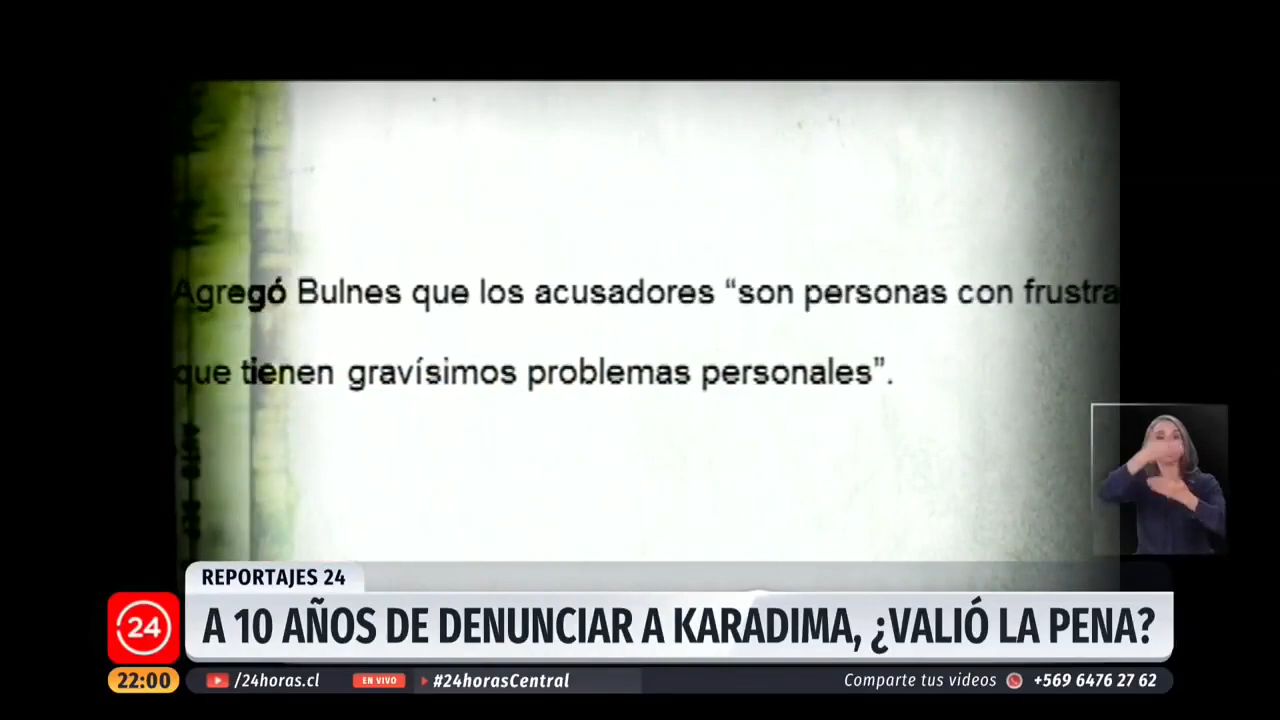 Agregó Bulnes que los acusadores “son personas con frustra
que tienen gravísimos problemas personales”.
REPORTAJES 24
24
A 10 AÑOS DE DENUNCIAR A KARADIMA, ¿VALIÓ LA PENA?
22:00
/24horas.cl
EN VIVO
#24horasCentral
Comparte tus videos
+569 6476 27 62